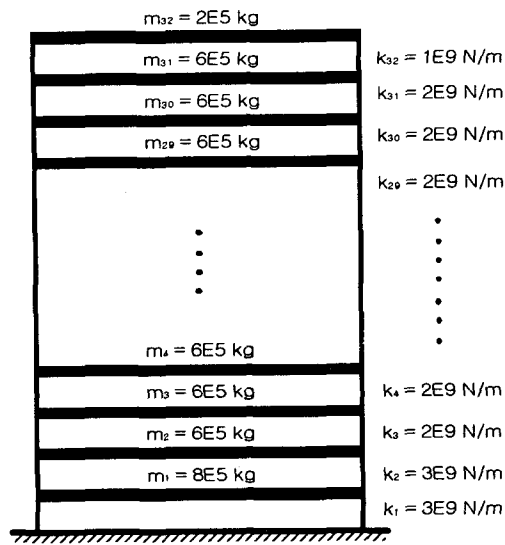 m₃₂ = 2E5 kg
m₃₁ = 6E5 kg
k₃₂ = 1E9 N/m
m₃₀ = 6E5 kg
k₃₁ = 2E9 N/m
m₂₉ = 6E5 kg
k₃₀ = 2E9 N/m
k₂₉ = 2E9 N/m
m₄ = 6E5 kg
m₃ = 6E5 kg
k₄ = 2E9 N/m
m₂ = 6E5 kg
k₃ = 2E9 N/m
m₁ = 8E5 kg
k₂ = 3E9 N/m
k₁ = 3E9 N/m